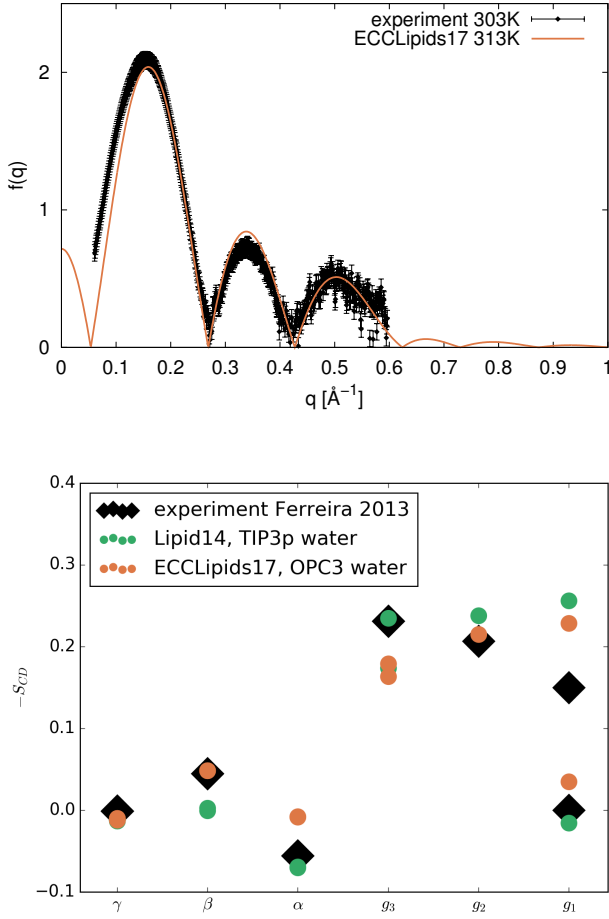 experiment 303K
ECCLipids17 313K
f(q)
2
1
0
0 0.1 0.2 0.3 0.4 0.5 0.6 0.7 0.8 0.9 1
q [Å⁻¹]
0.4
experiment Ferreira 2013
Lipid14, TIP3p water
ECCLipids17, OPC3 water
0.3
0.2
−S_CD
0.1
0.0
−0.1
γ β α g₃ g₂ g₁